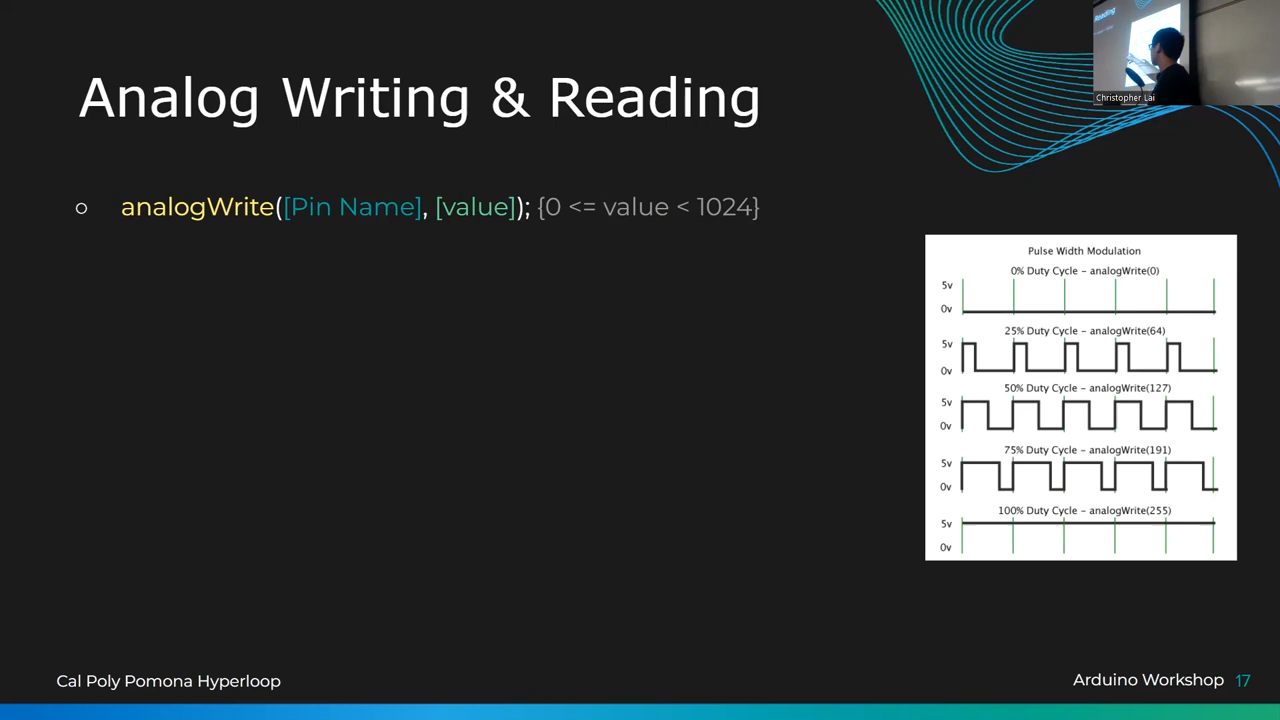 Analog Writing & Reading
Reading
Christopher Lai
○ analogWrite([Pin Name], [value]); {0 <= value < 1024}
Pulse Width Modulation
0% Duty Cycle – analogWrite(0)
5v
0v
25% Duty Cycle – analogWrite(64)
5v
0v
50% Duty Cycle – analogWrite(127)
5v
0v
75% Duty Cycle – analogWrite(191)
5v
0v
100% Duty Cycle – analogWrite(255)
5v
0v
Cal Poly Pomona Hyperloop
Arduino Workshop 17